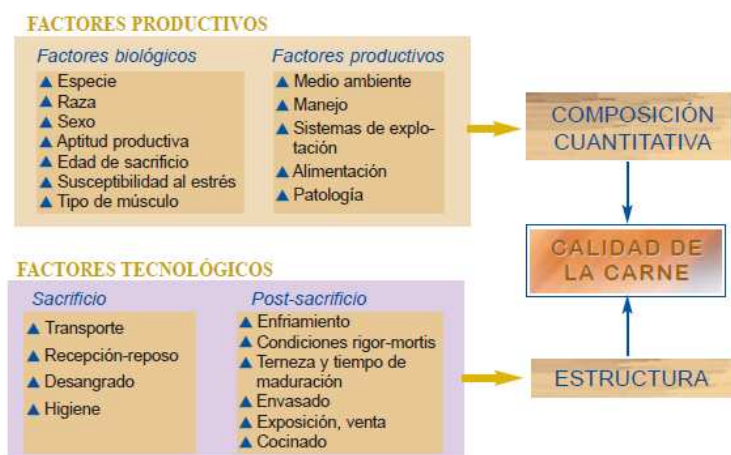 FACTORES PRODUCTIVOS
Factores biológicos
▲ Especie
▲ Raza
▲ Sexo
▲ Aptitud productiva
▲ Edad de sacrificio
▲ Susceptibilidad al estrés
▲ Tipo de músculo
Factores productivos
▲ Medio ambiente
▲ Manejo
▲ Sistemas de explo-
tación
▲ Alimentación
▲ Patología
COMPOSICIÓN
CUANTITATIVA
CALIDAD DE
LA CARNE
FACTORES TECNOLÓGICOS
Sacrificio
▲ Transporte
▲ Recepción-reposo
▲ Desangrado
▲ Higiene
Post-sacrificio
▲ Enfriamiento
▲ Condiciones rigor-mortis
▲ Terneza y tiempo de
maduración
▲ Envasado
▲ Exposición, venta
▲ Cocinado
ESTRUCTURA